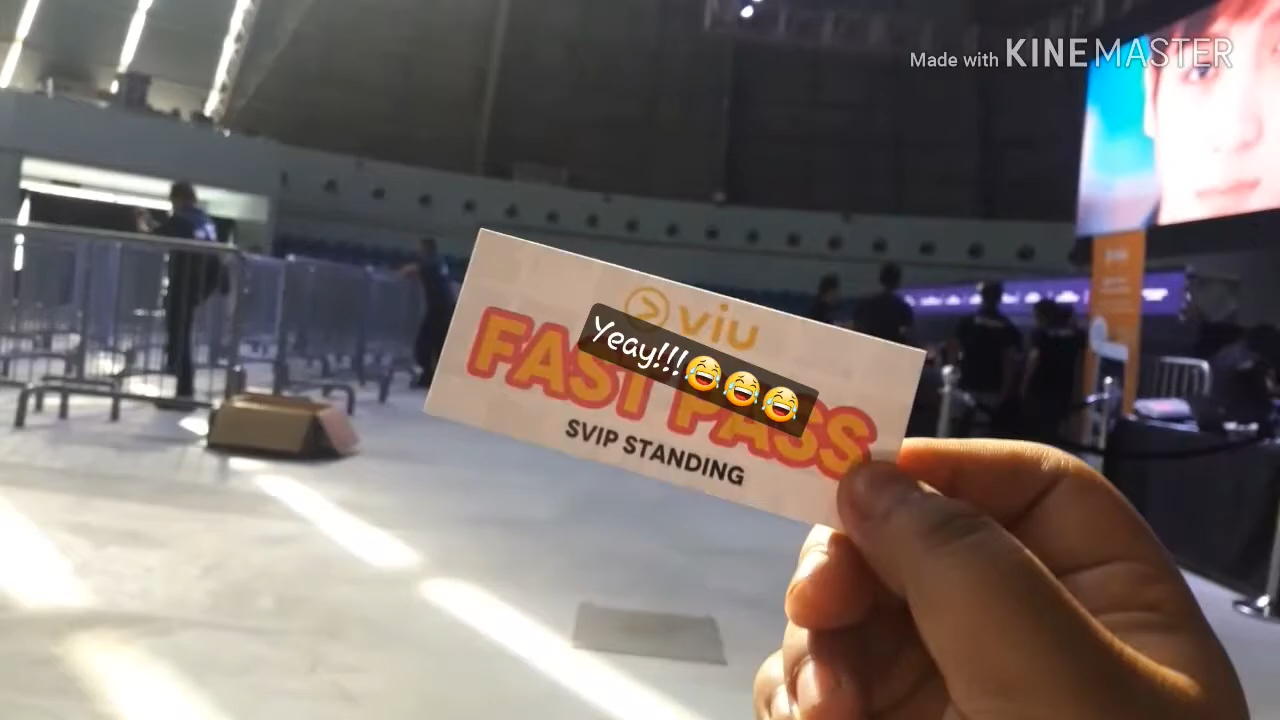 Made with KINEMASTER
viu
FAST PASS
Yeay!!!😂😂😂
SVIP STANDING